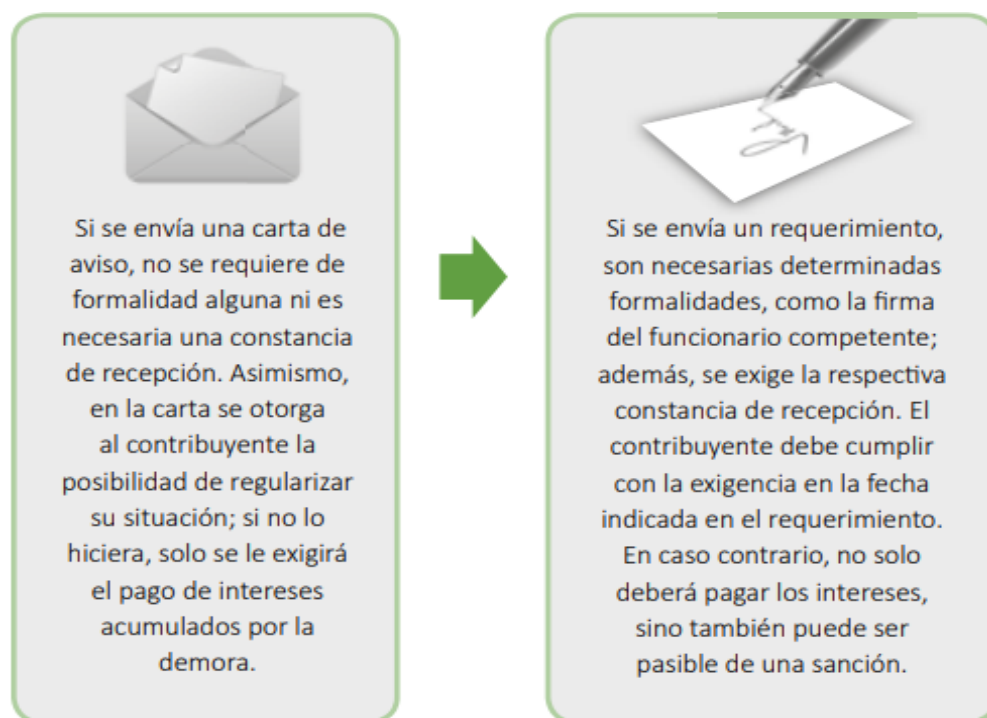 Si se envía una carta de
aviso, no se requiere de
formalidad alguna ni es
necesaria una constancia
de recepción. Asimismo,
en la carta se otorga
al contribuyente la
posibilidad de regularizar
su situación; si no lo
hiciera, solo se le exigirá
el pago de intereses
acumulados por la
demora.
Si se envía un requerimiento,
son necesarias determinadas
formalidades, como la firma
del funcionario competente;
además, se exige la respectiva
constancia de recepción. El
contribuyente debe cumplir
con la exigencia en la fecha
indicada en el requerimiento.
En caso contrario, no solo
deberá pagar los intereses,
sino también puede ser
pasible de una sanción.